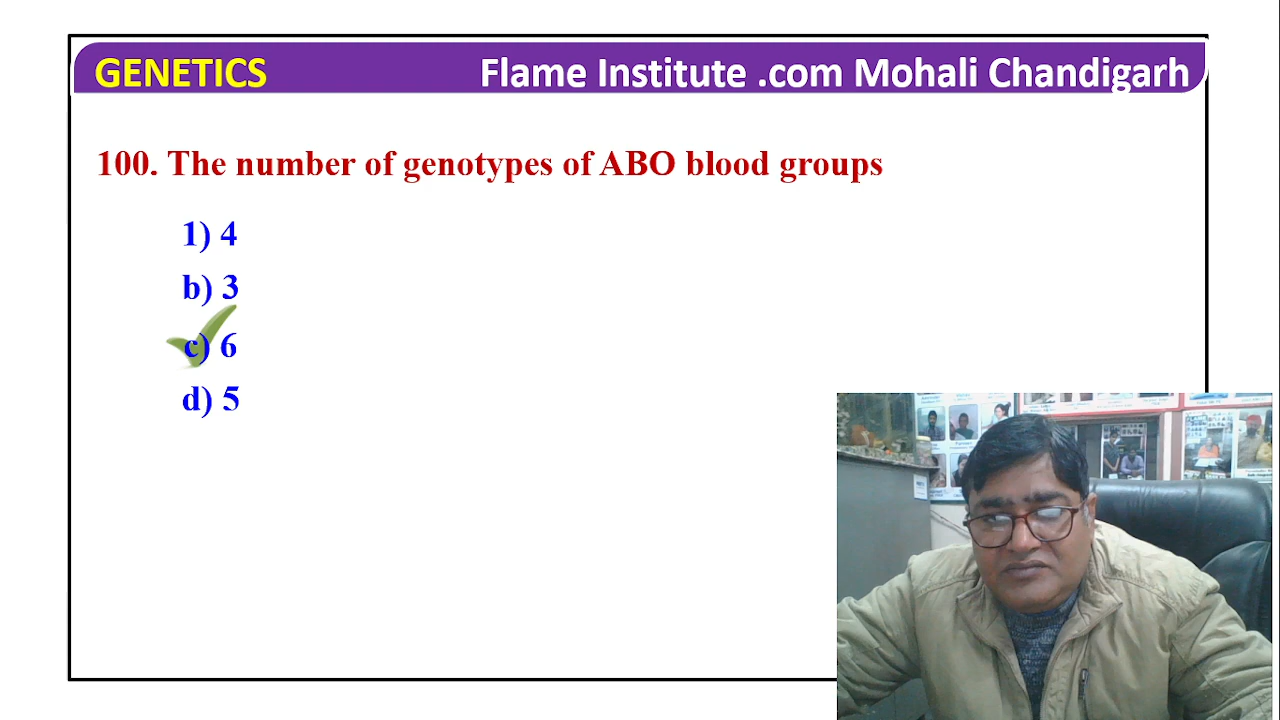 GENETICS Flame Institute .com Mohali Chandigarh
100. The number of genotypes of ABO blood groups
1) 4
b) 3
c) 6
d) 5